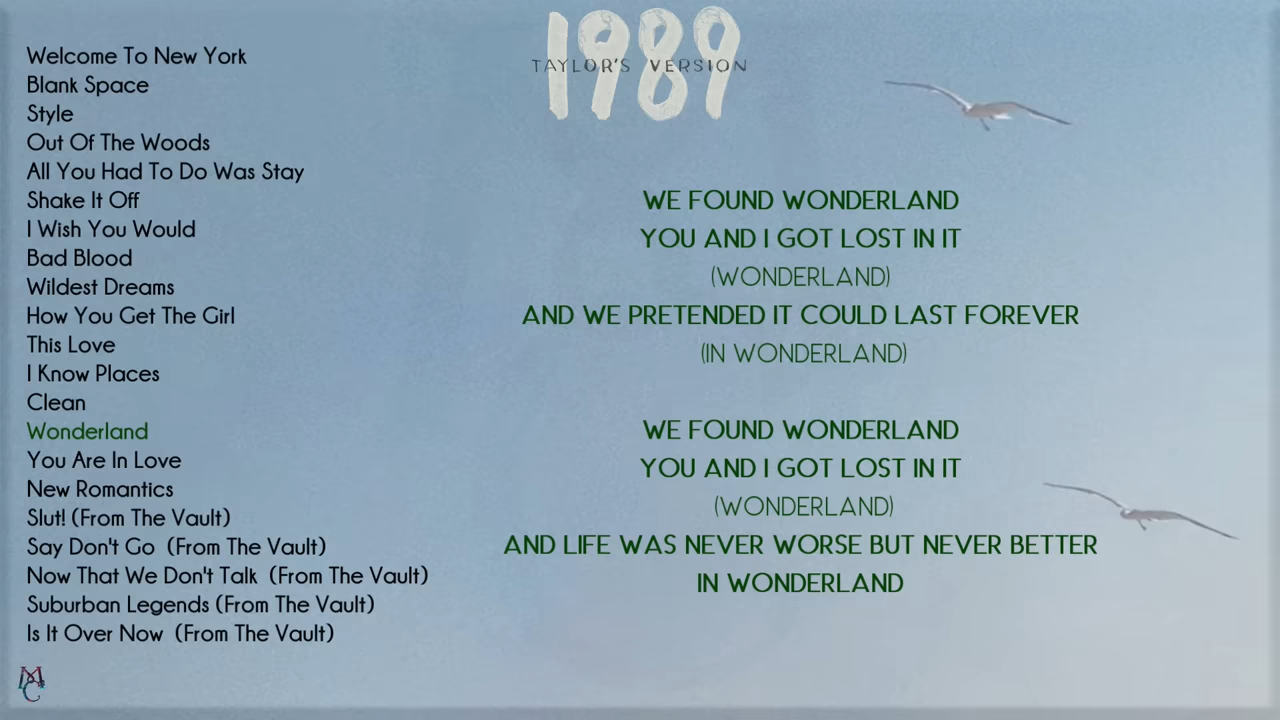 1989
TAYLOR'S VERSION
Welcome To New York
Blank Space
Style
Out Of The Woods
All You Had To Do Was Stay
Shake It Off
I Wish You Would
Bad Blood
Wildest Dreams
How You Get The Girl
This Love
I Know Places
Clean
Wonderland
You Are In Love
New Romantics
Slut! (From The Vault)
Say Don't Go (From The Vault)
Now That We Don't Talk (From The Vault)
Suburban Legends (From The Vault)
Is It Over Now (From The Vault)
WE FOUND WONDERLAND
YOU AND I GOT LOST IN IT
(WONDERLAND)
AND WE PRETENDED IT COULD LAST FOREVER
(IN WONDERLAND)
WE FOUND WONDERLAND
YOU AND I GOT LOST IN IT
(WONDERLAND)
AND LIFE WAS NEVER WORSE BUT NEVER BETTER
IN WONDERLAND
MC